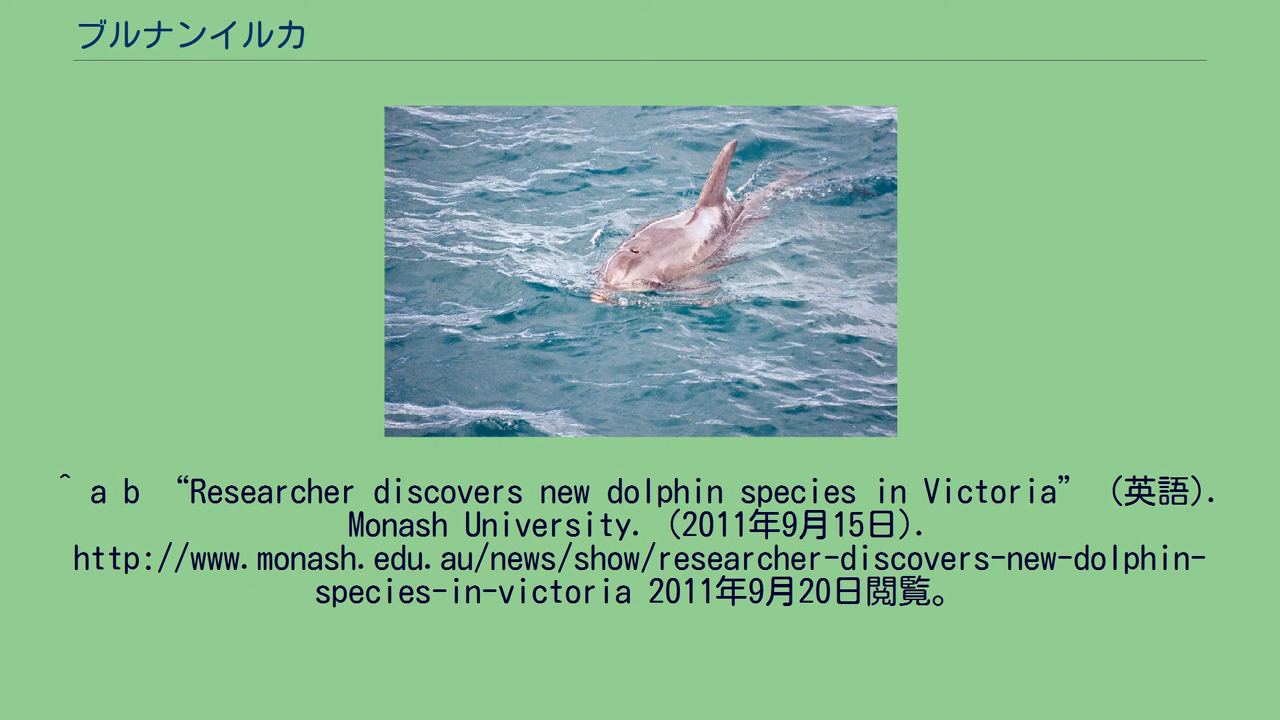 ブルナンイルカ
^ a b “Researcher discovers new dolphin species in Victoria” (英語).
Monash University. (2011年9月15日).
http://www.monash.edu.au/news/show/researcher-discovers-new-dolphin-
species-in-victoria 2011年9月20日閲覧。